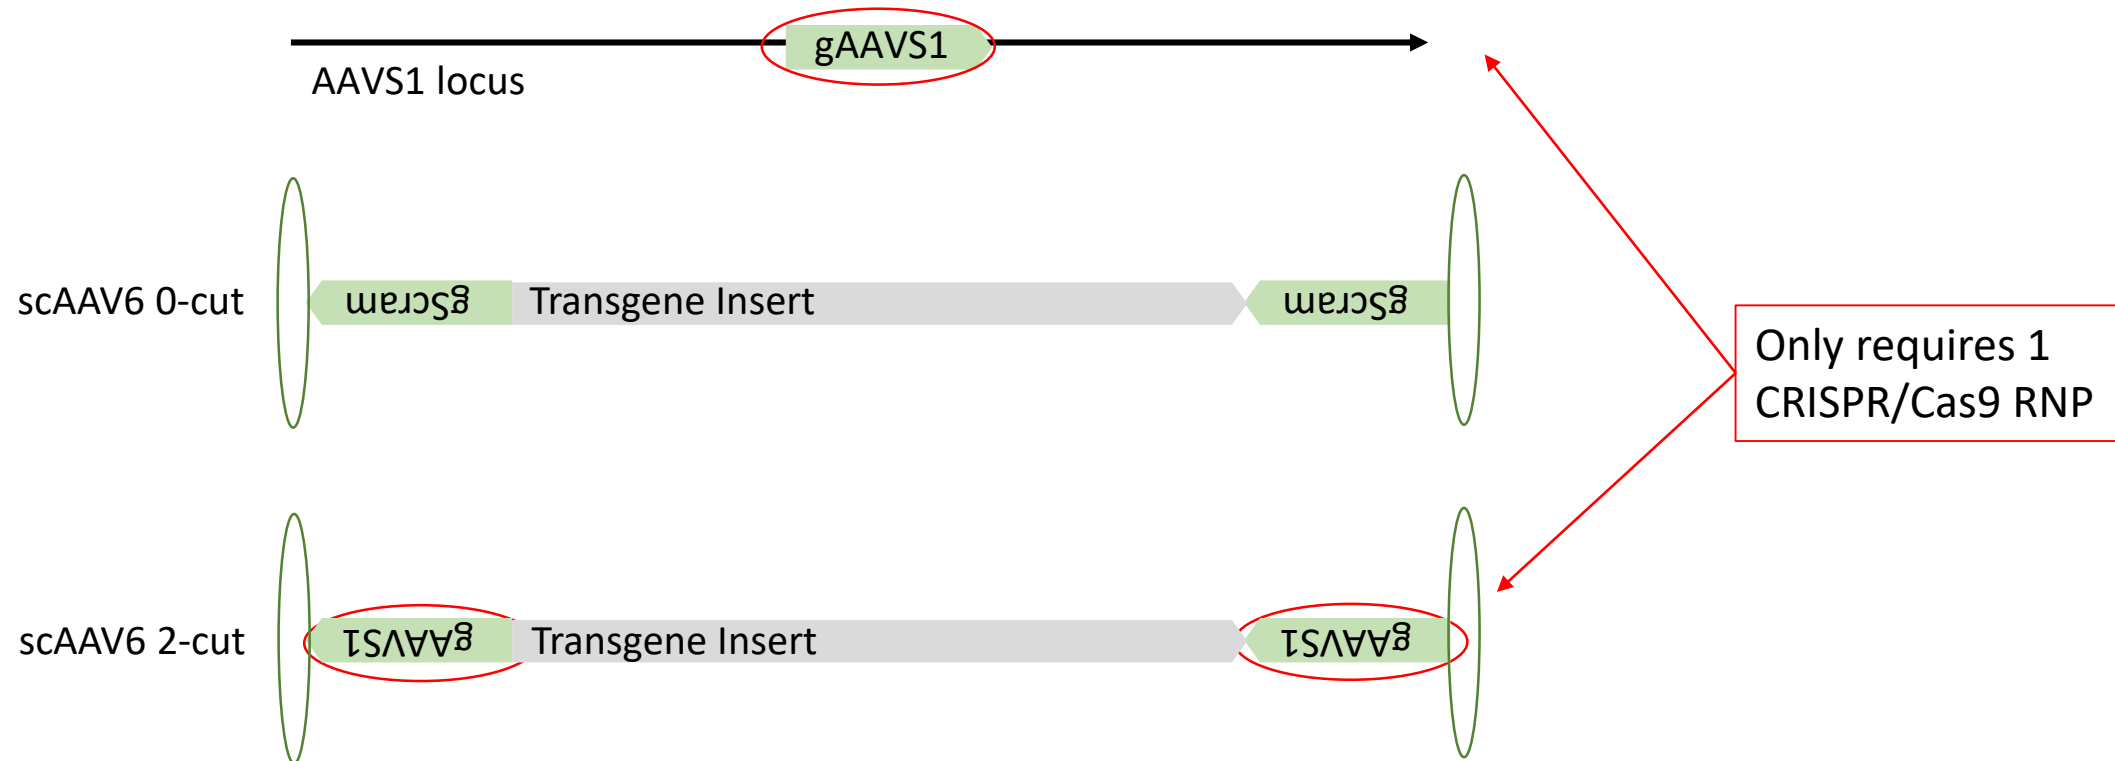 gAAVS1
AAVS1 locus
scAAV6 0-cut
gScram
Transgene Insert
gScram
Only requires 1
CRISPR/Cas9 RNP
scAAV6 2-cut
gAAVS1
Transgene Insert
gAAVS1